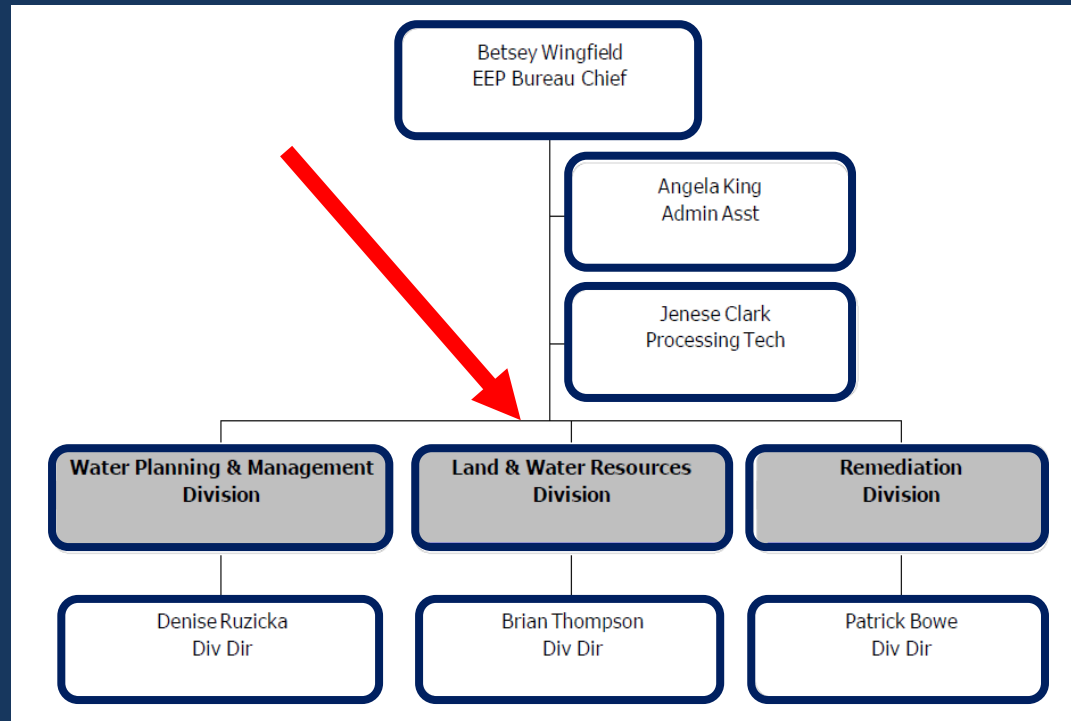 Betsey Wingfield
EEP Bureau Chief
Angela King
Admin Asst
Jenese Clark
Processing Tech
Water Planning & Management
Division
Land & Water Resources
Division
Remediation
Division
Denise Ruzicka
Div Dir
Brian Thompson
Div Dir
Patrick Bowe
Div Dir